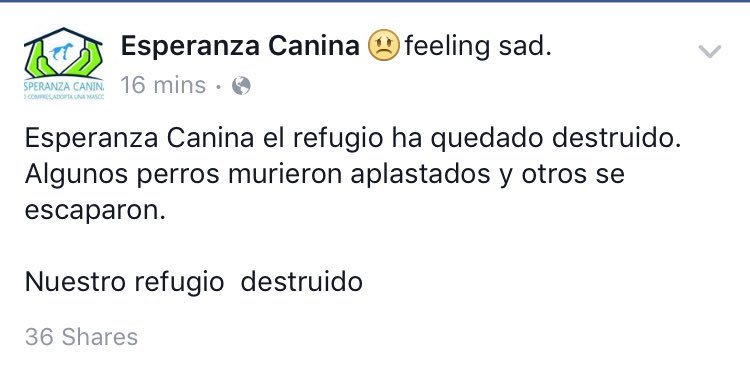 Esperanza Canina feeling sad.
16 mins ·
Esperanza Canina el refugio ha quedado destruido.
Algunos perros murieron aplastados y otros se
escaparon.
Nuestro refugio destruido
36 Shares
SPERANZA CANIN
COMPRES, ADOPTA UNA MASCO